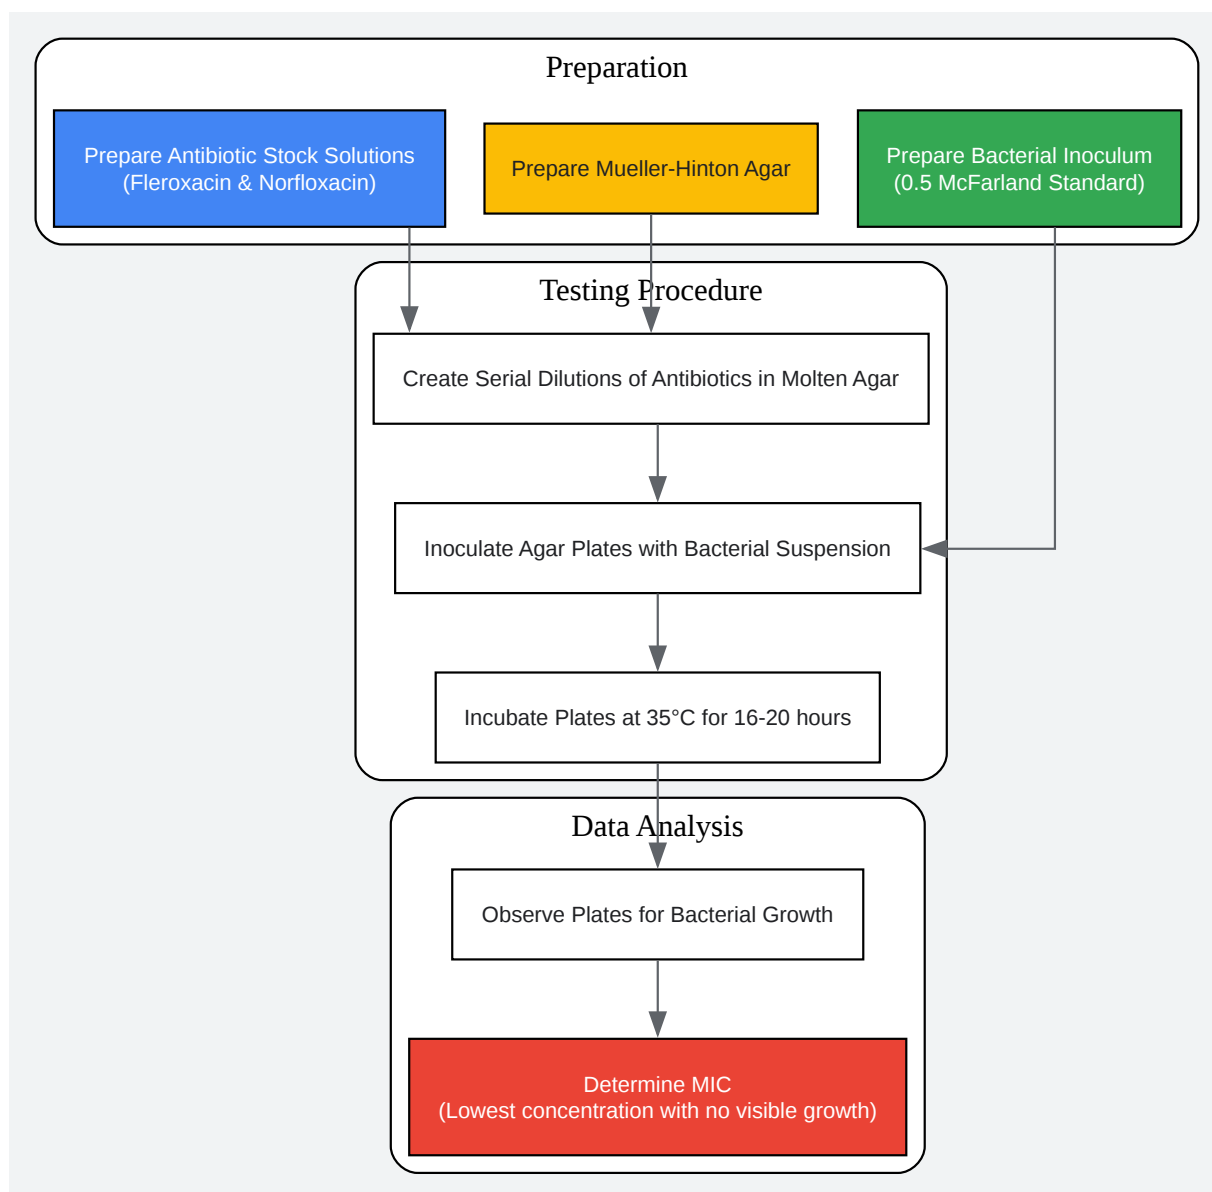 Preparation
Prepare Antibiotic Stock Solutions
(Fleroxacin & Norfloxacin)
Prepare Mueller-Hinton Agar
Prepare Bacterial Inoculum
(0.5 McFarland Standard)
Testing Procedure
Create Serial Dilutions of Antibiotics in Molten Agar
Inoculate Agar Plates with Bacterial Suspension
Incubate Plates at 35°C for 16-20 hours
Data Analysis
Observe Plates for Bacterial Growth
Determine MIC
(Lowest concentration with no visible growth)